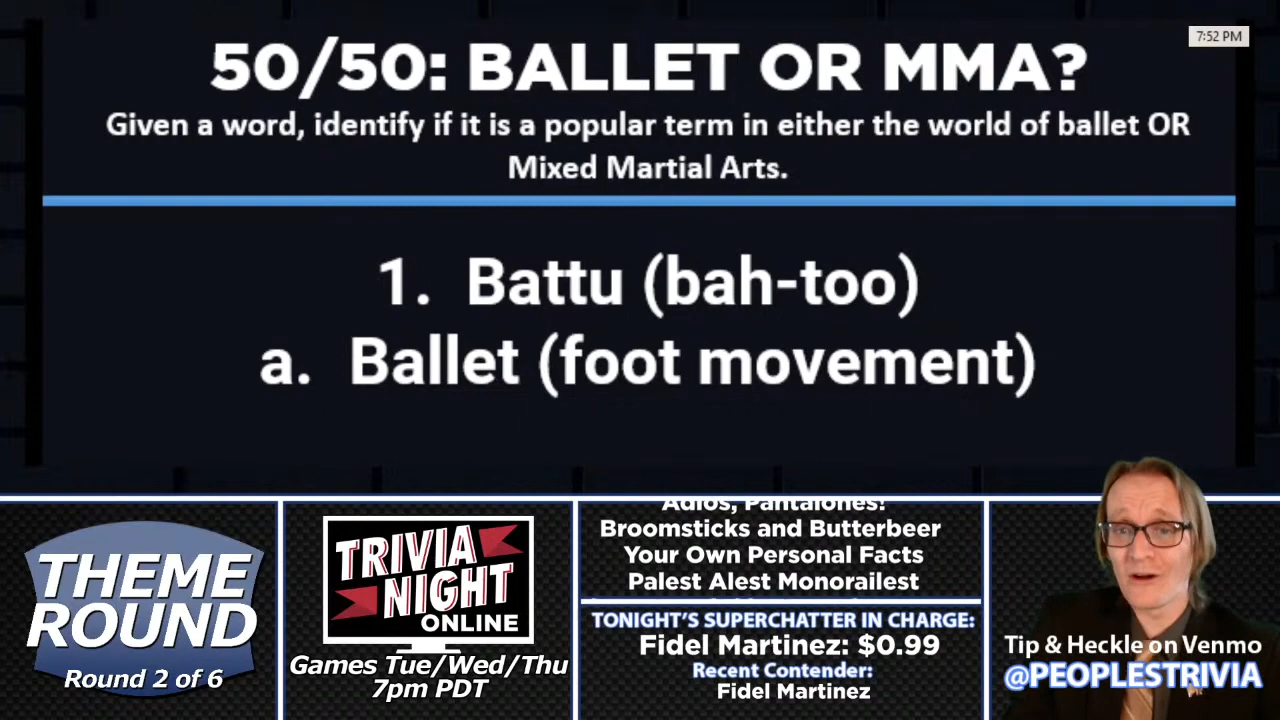 7:52 PM
50/50: BALLET OR MMA?
Given a word, identify if it is a popular term in either the world of ballet OR
Mixed Martial Arts.
1. Battu (bah-too)
a. Ballet (foot movement)
THEME
ROUND
Round 2 of 6
TRIVIA
NIGHT
ONLINE
Games Tue/Wed/Thu
7pm PDT
Adios, Pantalones!
Broomsticks and Butterbeer
Your Own Personal Facts
Palest Alest Monorailest
TONIGHT'S SUPERCHATTER IN CHARGE:
Fidel Martinez: $0.99
Recent Contender:
Fidel Martinez
Tip & Heckle on Venmo
@PEOPLESTRIVIA